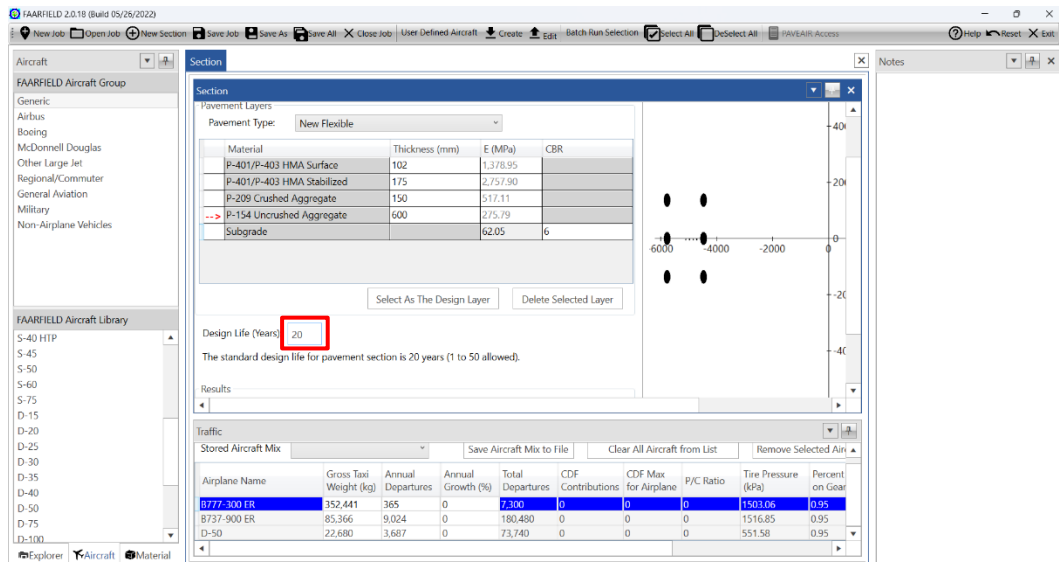 FAARFIELD 2.0.18 (Build 05/26/2022)
New Job Open Job New Section Save Job Save As Save All Close Job User Defined Aircraft Create Edit Batch Run Selection Select All DeSelect All PAVEAIR Access Help Reset Exit
Aircraft
FAARFIELD Aircraft Group
Generic
Airbus
Boeing
McDonnell Douglas
Other Large Jet
Regional/Commuter
General Aviation
Military
Non-Airplane Vehicles
FAARFIELD Aircraft Library
S-40 HTP
S-45
S-50
S-60
S-75
D-15
D-20
D-25
D-30
D-35
D-40
D-50
D-75
D-100
Explorer Aircraft Material
Section
Section
Pavement Layers
Pavement Type: New Flexible
Material Thickness (mm) E (MPa) CBR
P-401/P-403 HMA Surface 102 1,378.95
P-401/P-403 HMA Stabilized 175 2,757.90
P-209 Crushed Aggregate 150 517.11
--> P-154 Uncrushed Aggregate 600 275.79
Subgrade 62.05 6
Select As The Design Layer Delete Selected Layer
Design Life (Years) 20
The standard design life for pavement section is 20 years (1 to 50 allowed).
Results
-6000 -4000 -2000 0
40
20
0
-20
-40
Traffic
Stored Aircraft Mix Save Aircraft Mix to File Clear All Aircraft from List Remove Selected Air
Airplane Name Gross Taxi Weight (kg) Annual Departures Annual Growth (%) Total Departures CDF Contributions CDF Max for Airplane P/C Ratio Tire Pressure (kPa) Percent on Gear
B777-300 ER 352,441 365 0 7,300 0 0 0 1503.06 0.95
B737-900 ER 85,366 9,024 0 180,480 0 0 0 1516.85 0.95
D-50 22,680 3,687 0 73,740 0 0 0 551.58 0.95
Notes